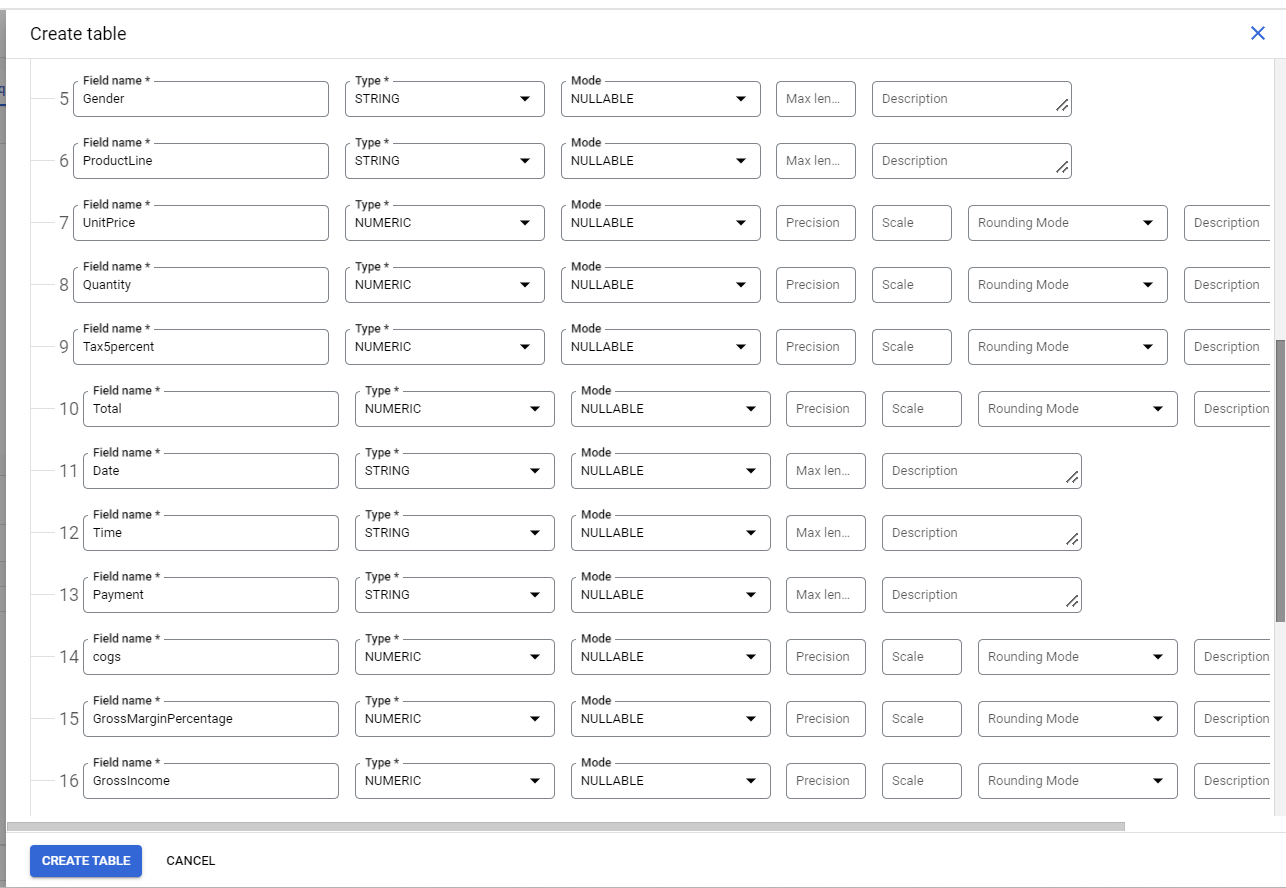 Create table
Field name * Type * Mode
5 Gender STRING NULLABLE Max len... Description
Field name * Type * Mode
6 ProductLine STRING NULLABLE Max len... Description
Field name * Type * Mode
7 UnitPrice NUMERIC NULLABLE Precision Scale Rounding Mode Description
Field name * Type * Mode
8 Quantity NUMERIC NULLABLE Precision Scale Rounding Mode Description
Field name * Type * Mode
9 Tax5percent NUMERIC NULLABLE Precision Scale Rounding Mode Description
Field name * Type * Mode
10 Total NUMERIC NULLABLE Precision Scale Rounding Mode Description
Field name * Type * Mode
11 Date STRING NULLABLE Max len... Description
Field name * Type * Mode
12 Time STRING NULLABLE Max len... Description
Field name * Type * Mode
13 Payment STRING NULLABLE Max len... Description
Field name * Type * Mode
14 cogs NUMERIC NULLABLE Precision Scale Rounding Mode Description
Field name * Type * Mode
15 GrossMarginPercentage NUMERIC NULLABLE Precision Scale Rounding Mode Description
Field name * Type * Mode
16 GrossIncome NUMERIC NULLABLE Precision Scale Rounding Mode Description
CREATE TABLE CANCEL